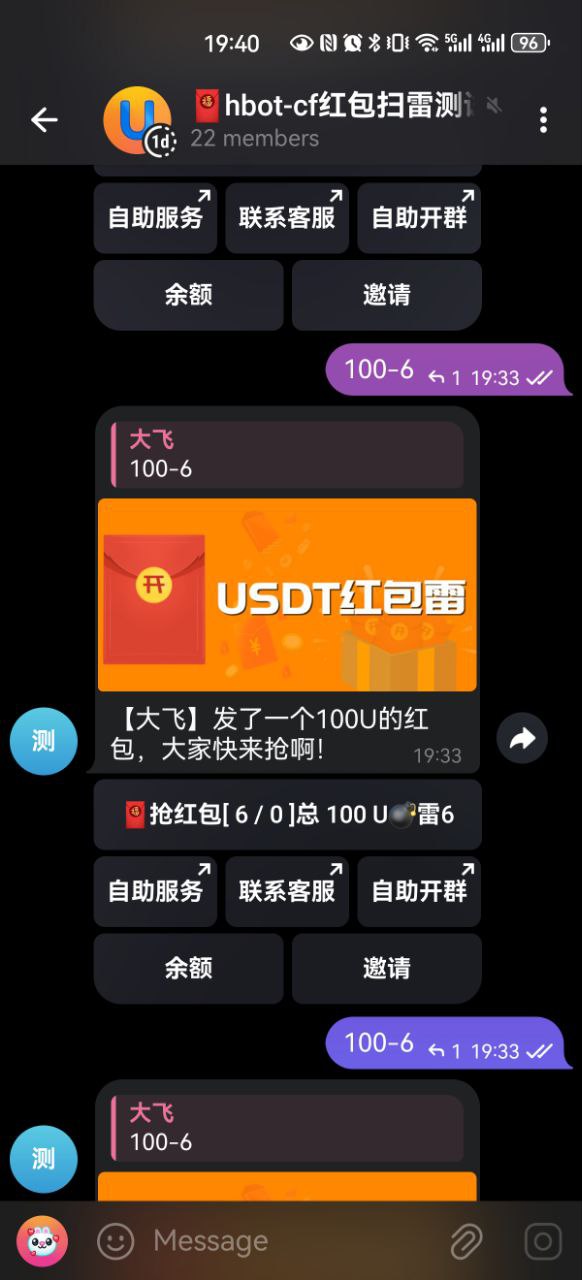 19:40
5G
4G
96
U
1d
hbot-cf红包扫雷测
22 members
自助服务
联系客服
自助开群
余额
邀请
100-6
1 19:33
大飞
100-6
开
USDT红包雷
测
【大飞】发了一个100U的红
包，大家快来抢啊！
19:33
抢红包[ 6 / 0 ]总 100 U💣雷6
自助服务
联系客服
自助开群
余额
邀请
100-6
1 19:33
大飞
100-6
测
Message